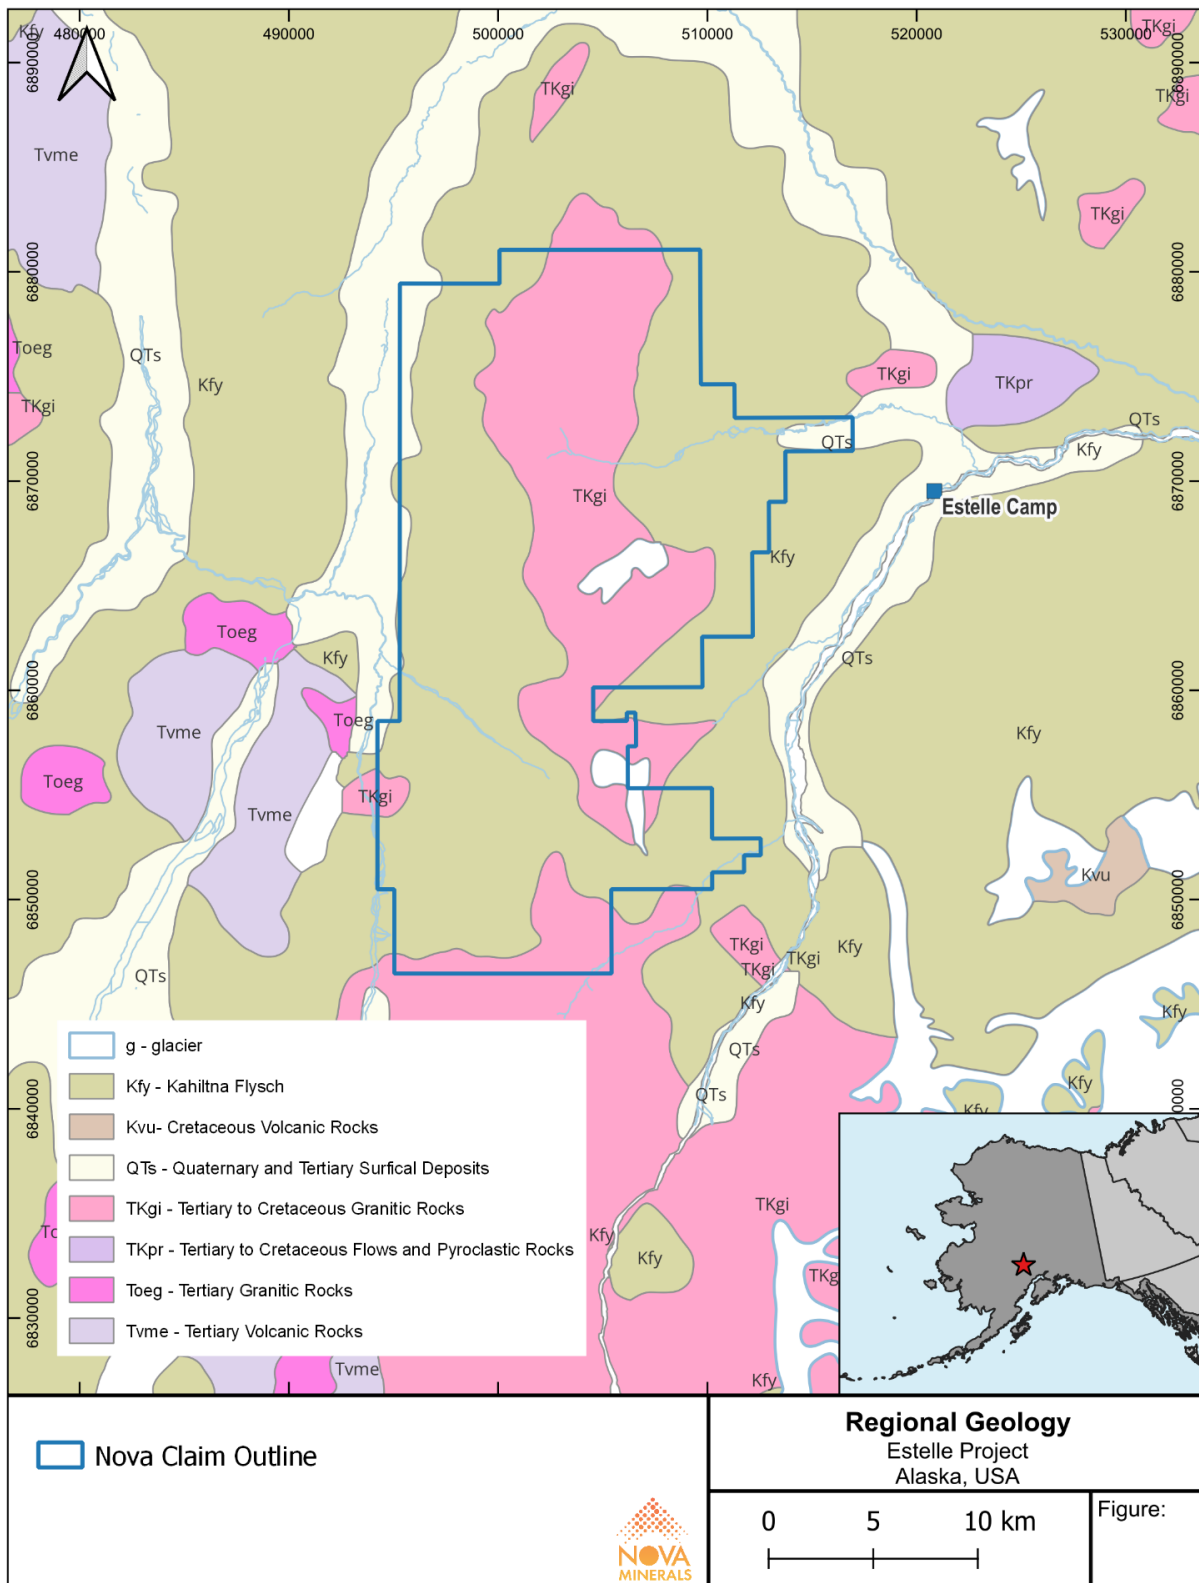 480000
490000
500000
510000
520000
530000
Kfy
TKgi
6890000
6890000
TKgi
TKgi
Tvme
TKgi
6880000
6880000
Toeg
QTs
Kfy
TKgi
TKpr
TKgi
QTs
QTs
Kfy
6870000
6870000
TKgi
Estelle Camp
Kfy
Toeg
Kfy
QTs
6860000
6860000
Toeg
Tvme
Kfy
Toeg
TKgi
Tvme
Kvu
6850000
6850000
TKgi
TKgi
TKgi
Kfy
QTs
Kfy
Kfy
QTs
Kfy
QTs
Kfy
g - glacier
Kfy - Kahiltna Flysch
Kvu- Cretaceous Volcanic Rocks
QTs - Quaternary and Tertiary Surfical Deposits
TKgi - Tertiary to Cretaceous Granitic Rocks
TKpr - Tertiary to Cretaceous Flows and Pyroclastic Rocks
Toeg - Tertiary Granitic Rocks
Tvme - Tertiary Volcanic Rocks
6840000
TKgi
Kfy
Kfy
TKg
6830000
Tvme
Kfy
Nova Claim Outline
NOVA
MINERALS
Regional Geology
Estelle Project
Alaska, USA
0 5 10 km
Figure: